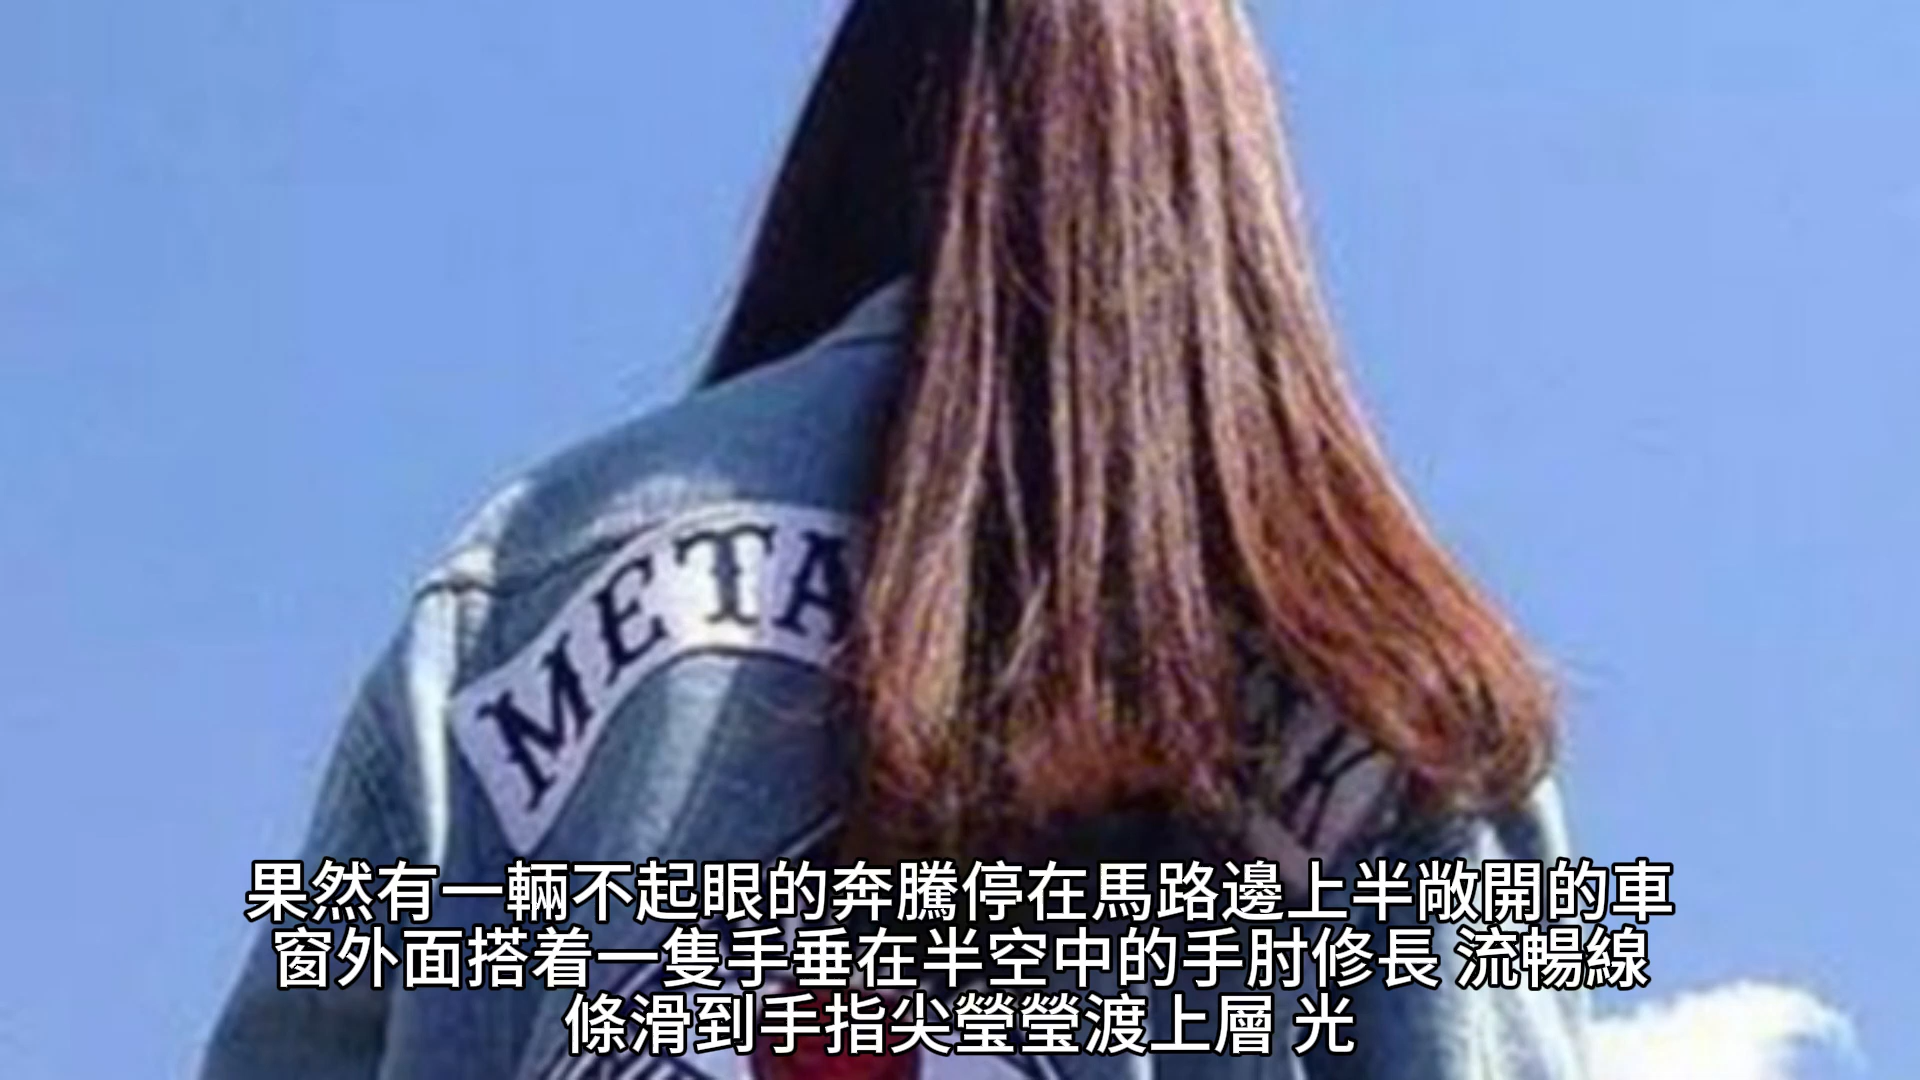 META
K
果然有一輛不起眼的奔騰停在馬路邊上半敞開的車
窗外面搭着一隻手垂在半空中的手肘修長 流暢線
條滑到手指尖瑩瑩渡上層 光